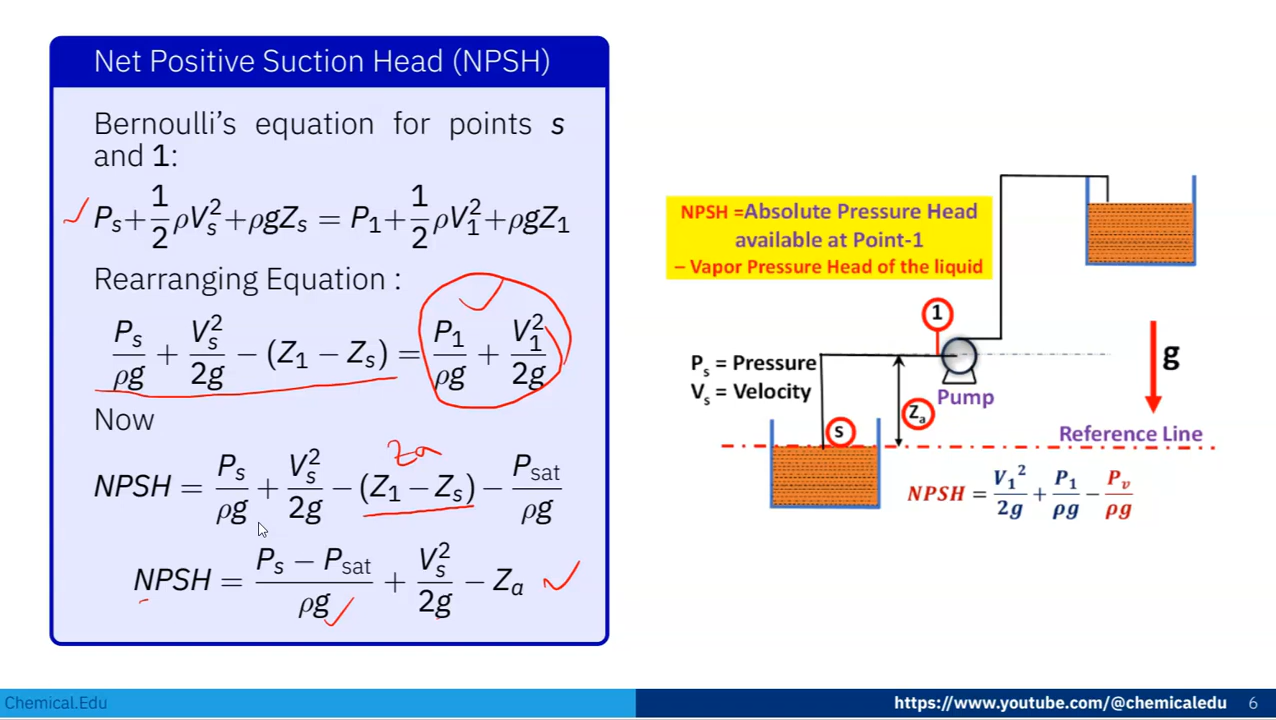 Net Positive Suction Head (NPSH)
Bernoulli's equation for points s
and 1:
P_s + 1/2 ρV_s^2 + ρgZ_s = P_1 + 1/2 ρV_1^2 + ρgZ_1
Rearranging Equation :
P_s/ρg + V_s^2/2g − (Z_1 − Z_s) = P_1/ρg + V_1^2/2g
Now
Za
NPSH = P_s/ρg + V_s^2/2g − (Z_1 − Z_s) − P_sat/ρg
NPSH = (P_s − P_sat)/ρg + V_s^2/2g − Z_a
NPSH =Absolute Pressure Head
available at Point-1
– Vapor Pressure Head of the liquid
1
P_s = Pressure
V_s = Velocity
g
Pump
Z_a
s
Reference Line
NPSH = V_1^2/2g + P_1/ρg − P_v/ρg
Chemical.Edu
https://www.youtube.com/@chemicaledu
6